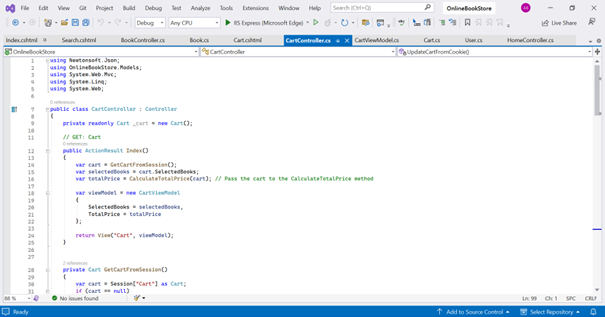 File Edit View Git Project Build Debug Test Analyze Tools Extensions Window Help Search (Ctrl+Q) OnlineBookStore
Debug Any CPU IIS Express (Microsoft Edge) Live Share
Index.cshtml Search.cshtml BookController.cs Book.cs Cart.cshtml CartController.cs CartViewModel.cs Cart.cs User.cs HomeController.cs
OnlineBookStore CartController UpdateCartFromCookie()
1 using Newtonsoft.Json;
2 using OnlineBookStore.Models;
3 using System.Web.Mvc;
4 using System.Linq;
5 using System.Web;
6
0 references
7 public class CartController : Controller
8 {
9 private readonly Cart _cart = new Cart();
10
11 // GET: Cart
0 references
12 public ActionResult Index()
13 {
14 var cart = GetCartFromSession();
15 var selectedBooks = cart.SelectedBooks;
16 var totalPrice = CalculateTotalPrice(cart); // Pass the cart to the CalculateTotalPrice method
17
18 var viewModel = new CartViewModel
19 {
20 SelectedBooks = selectedBooks,
21 TotalPrice = totalPrice
22 };
23
24 return View("Cart", viewModel);
25 }
26
27
2 references
28 private Cart GetCartFromSession()
29 {
30 var cart = Session["Cart"] as Cart;
31 if (cart == null)
88 % No issues found Ln: 99 Ch: 1 SPC CRLF
Ready Add to Source Control Select Repository